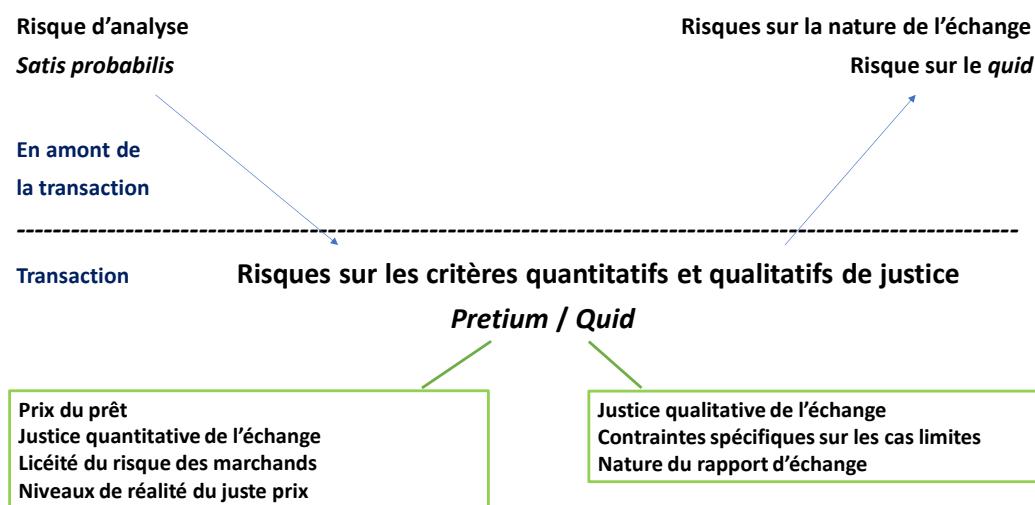 Risque d’analyse
Satis probabilis
Risques sur la nature de l’échange
Risque sur le quid
En amont de
la transaction
Transaction
Risques sur les critères quantitatifs et qualitatifs de justice
Pretium / Quid
Prix du prêt
Justice quantitative de l’échange
Licéité du risque des marchands
Niveaux de réalité du juste prix
Justice qualitative de l’échange
Contraintes spécifiques sur les cas limites
Nature du rapport d’échange